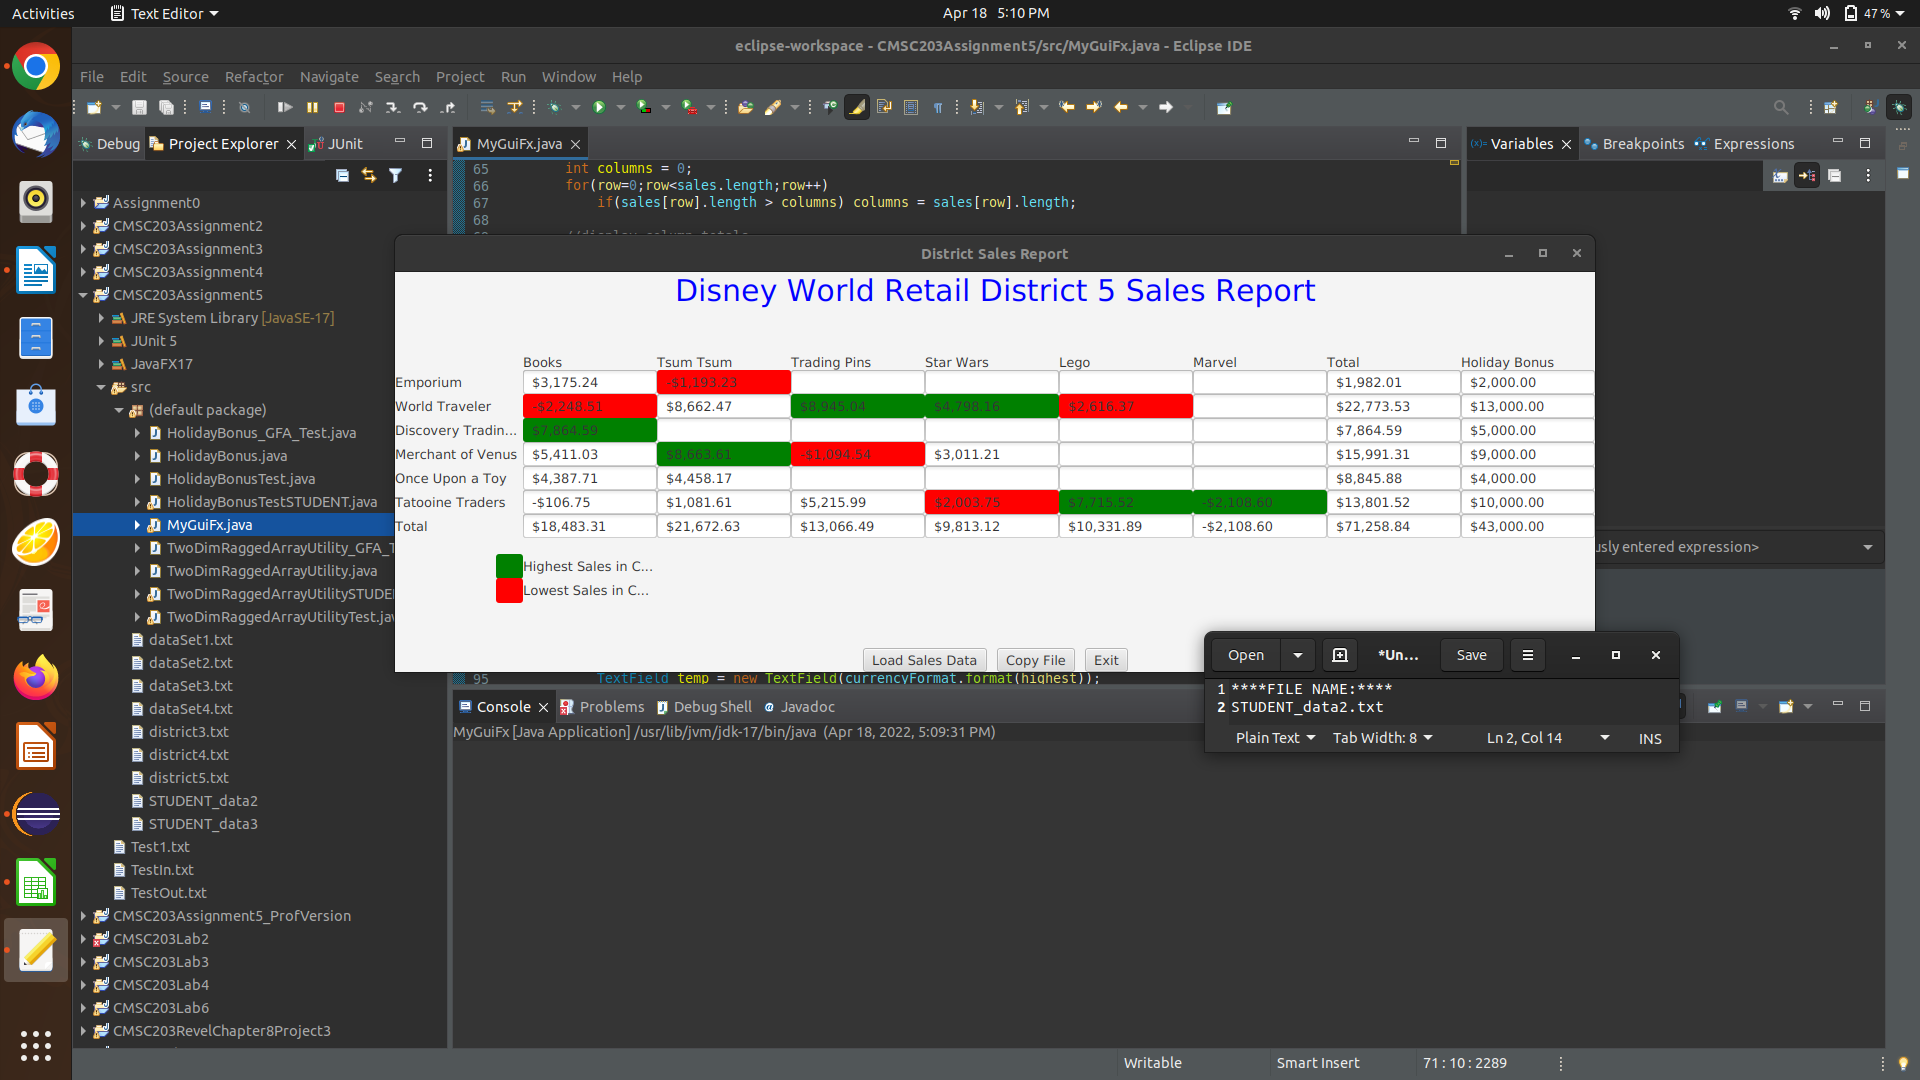 Activities Text Editor Apr 18 5:10 PM 47 %
eclipse-workspace - CMSC203Assignment5/src/MyGuiFx.java - Eclipse IDE
File Edit Source Refactor Navigate Search Project Run Window Help
Debug Project Explorer JUnit MyGuiFx.java Variables Breakpoints Expressions
65 int columns = 0;
66 for(row=0;row<sales.length;row++)
67 if(sales[row].length > columns) columns = sales[row].length;
68
Assignment0
CMSC203Assignment2
CMSC203Assignment3
CMSC203Assignment4
CMSC203Assignment5
JRE System Library [JavaSE-17]
JUnit 5
JavaFX17
src
(default package)
HolidayBonus_GFA_Test.java
HolidayBonus.java
HolidayBonusTest.java
HolidayBonusTestSTUDENT.java
MyGuiFx.java
TwoDimRaggedArrayUtility_GFA_T
TwoDimRaggedArrayUtility.java
TwoDimRaggedArrayUtilitySTUDE
TwoDimRaggedArrayUtilityTest.jav
dataSet1.txt
dataSet2.txt
dataSet3.txt
dataSet4.txt
district3.txt
district4.txt
district5.txt
STUDENT_data2
STUDENT_data3
Test1.txt
TestIn.txt
TestOut.txt
CMSC203Assignment5_ProfVersion
CMSC203Lab2
CMSC203Lab3
CMSC203Lab4
CMSC203Lab6
CMSC203RevelChapter8Project3
District Sales Report
Disney World Retail District 5 Sales Report
Books Tsum Tsum Trading Pins Star Wars Lego Marvel Total Holiday Bonus
Emporium $3,175.24 -$1,193.23 $1,982.01 $2,000.00
World Traveler -$2,248.51 $8,662.47 $8,945.04 $4,798.16 $2,616.37 $22,773.53 $13,000.00
Discovery Tradin... $7,864.59 $7,864.59 $5,000.00
Merchant of Venus $5,411.03 $8,663.61 -$1,094.54 $3,011.21 $15,991.31 $9,000.00
Once Upon a Toy $4,387.71 $4,458.17 $8,845.88 $4,000.00
Tatooine Traders -$106.75 $1,081.61 $5,215.99 $2,003.75 $7,715.52 -$2,108.60 $13,801.52 $10,000.00
Total $18,483.31 $21,672.63 $13,066.49 $9,813.12 $10,331.89 -$2,108.60 $71,258.84 $43,000.00
Highest Sales in C...
Lowest Sales in C...
Load Sales Data Copy File Exit
usly entered expression>
95 TextField temp = new TextField(currencyFormat.format(highest));
Open *Un... Save
1 ****FILE NAME:****
2 STUDENT_data2.txt
Plain Text Tab Width: 8 Ln 2, Col 14 INS
Console Problems Debug Shell Javadoc
MyGuiFx [Java Application] /usr/lib/jvm/jdk-17/bin/java (Apr 18, 2022, 5:09:31 PM)
Writable Smart Insert 71 : 10 : 2289